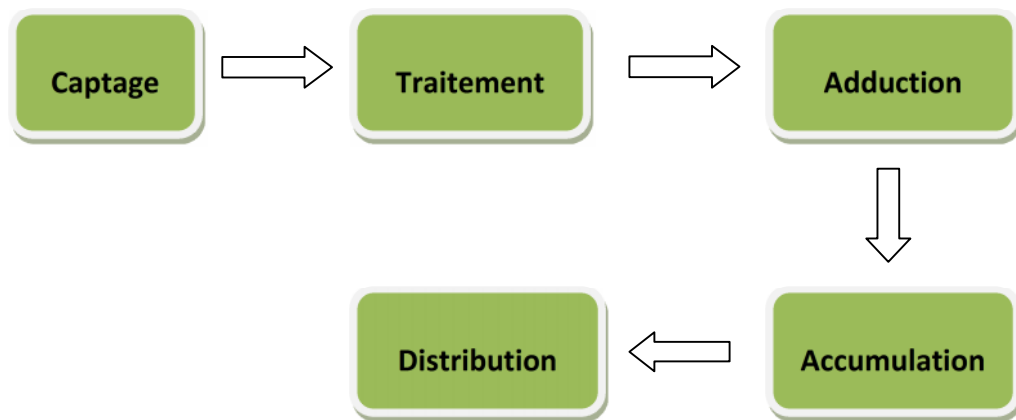 Captage
Traitement
Adduction
Accumulation
Distribution